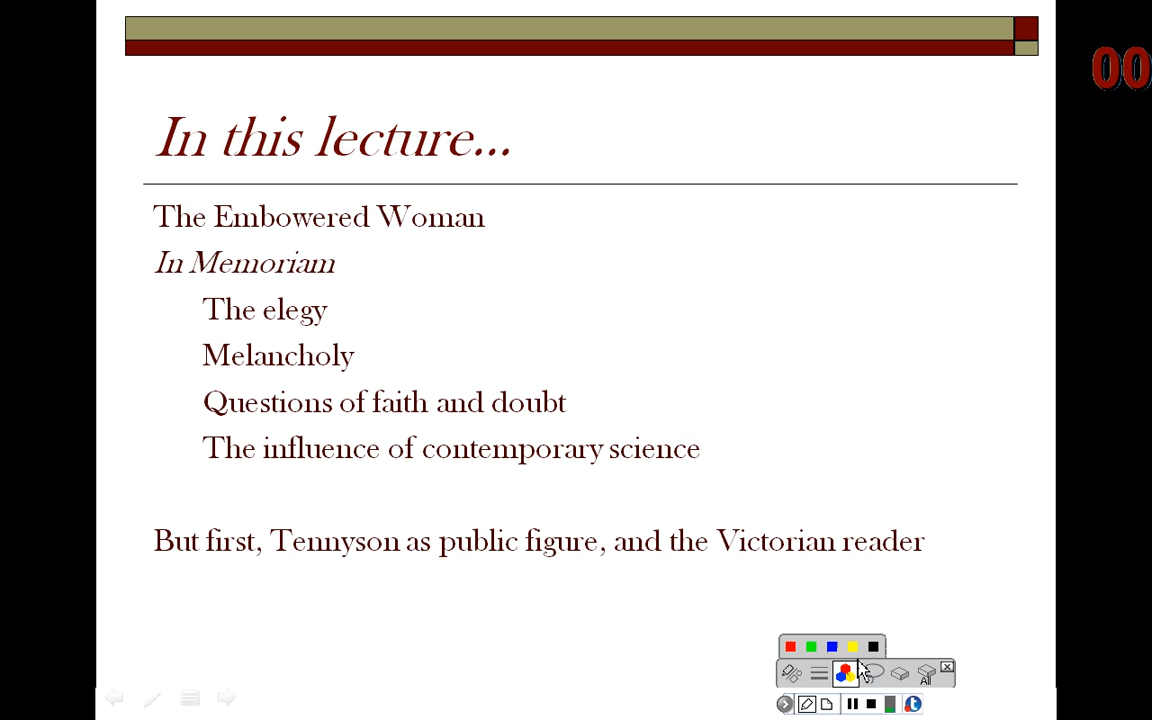 In this lecture...
00
The Embowered Woman
In Memoriam
The elegy
Melancholy
Questions of faith and doubt
The influence of contemporary science
But first, Tennyson as public figure, and the Victorian reader
All
t